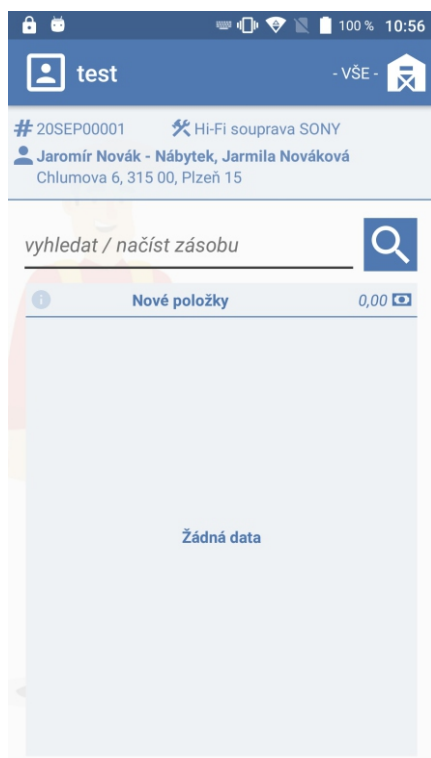 100 % 10:56
test - VŠE -
# 20SEP00001 Hi-Fi souprava SONY
Jaromír Novák - Nábytek, Jarmila Nováková
Chlumova 6, 315 00, Plzeň 15
vyhledat / načíst zásobu
Nové položky 0,00
Žádná data